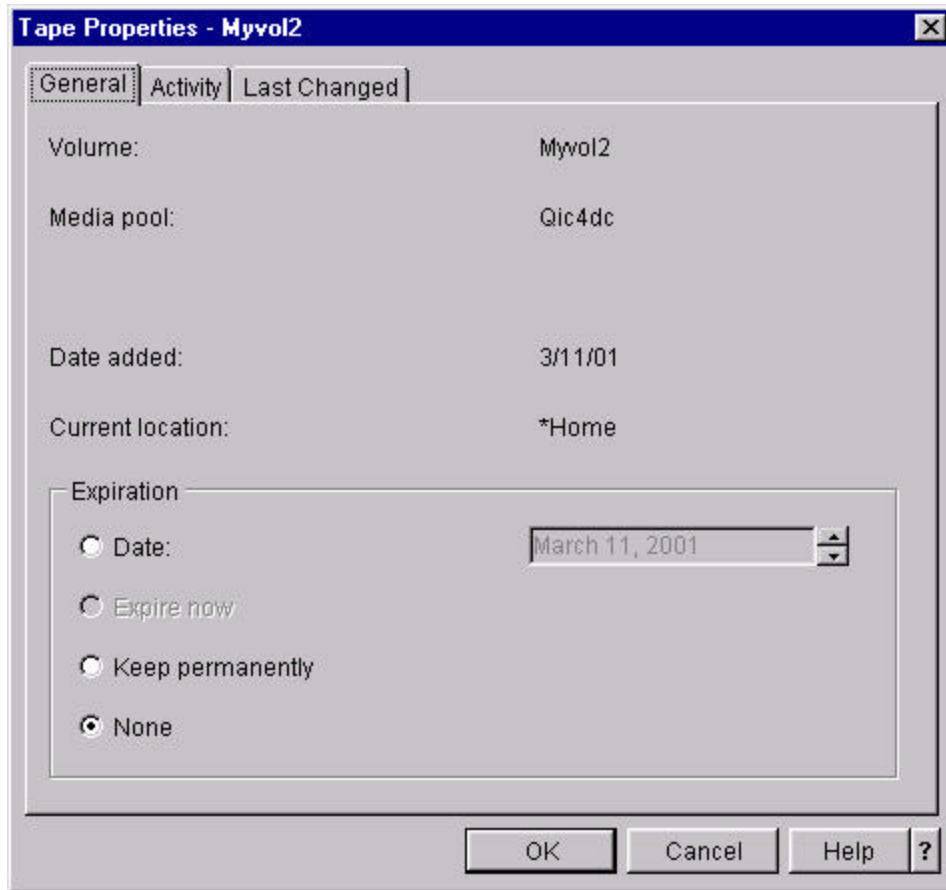 Tape Properties - Myvol2
General Activity Last Changed
Volume: Myvol2
Media pool: Qic4dc
Date added: 3/11/01
Current location: *Home
Expiration
Date: March 11, 2001
Expire now
Keep permanently
None
OK Cancel Help ?